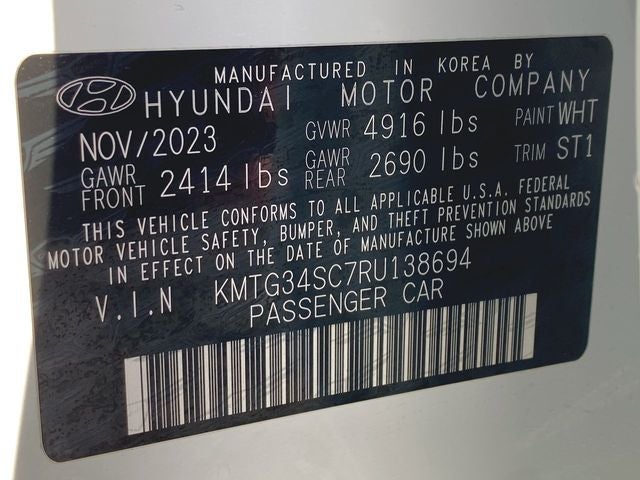 MANUFACTURED IN KOREA BY
HYUNDAI MOTOR COMPANY
NOV/2023 GVWR 4916 lbs PAINT WHT
GAWR FRONT 2414 lbs GAWR REAR 2690 lbs TRIM ST1
THIS VEHICLE CONFORMS TO ALL APPLICABLE U.S.A. FEDERAL
MOTOR VEHICLE SAFETY, BUMPER, AND THEFT PREVENTION STANDARDS
IN EFFECT ON THE DATE OF MANUFACTURE SHOWN ABOVE
V.I.N KMTG34SC7RU138694
PASSENGER CAR